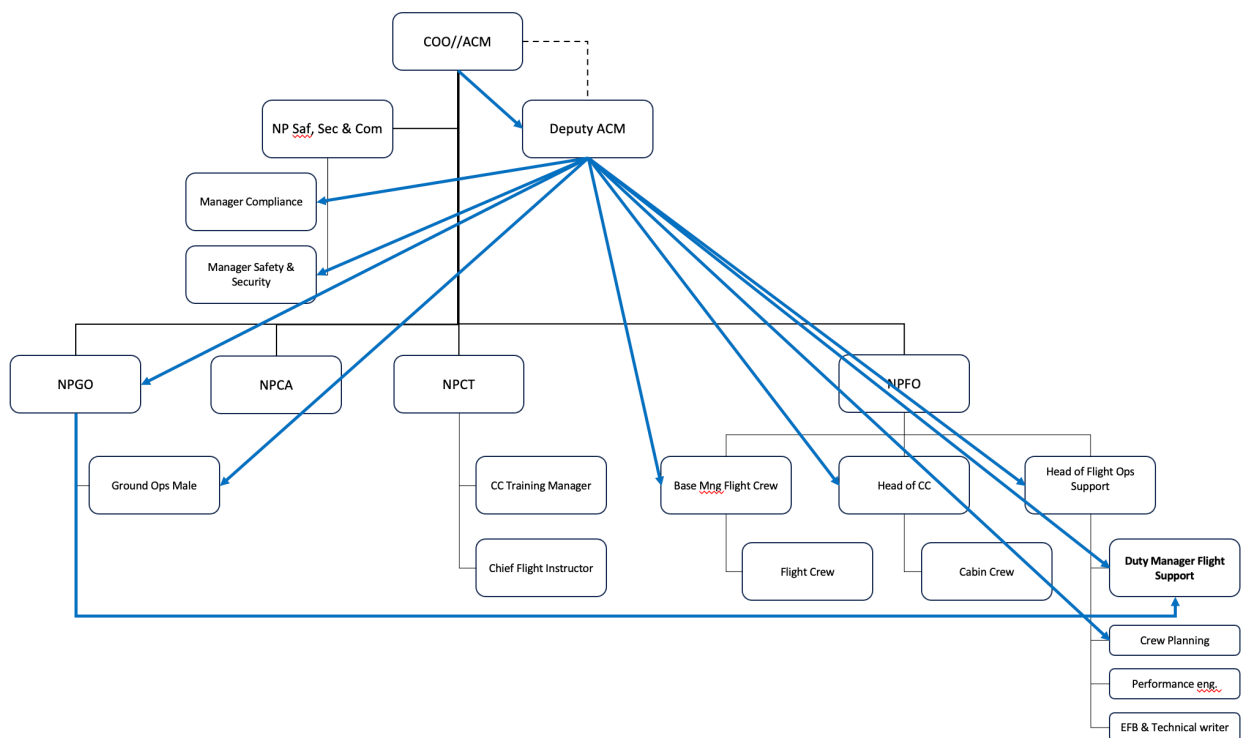 COO//ACM
NP Saf, Sec & Com
Deputy ACM
Manager Compliance
Manager Safety &
Security
NPGO
NPCA
NPCT
NPFO
Ground Ops Male
CC Training Manager
Base Mng Flight Crew
Head of CC
Head of Flight Ops
Support
Chief Flight Instructor
Flight Crew
Cabin Crew
Duty Manager Flight
Support
Crew Planning
Performance eng.
EFB & Technical writer